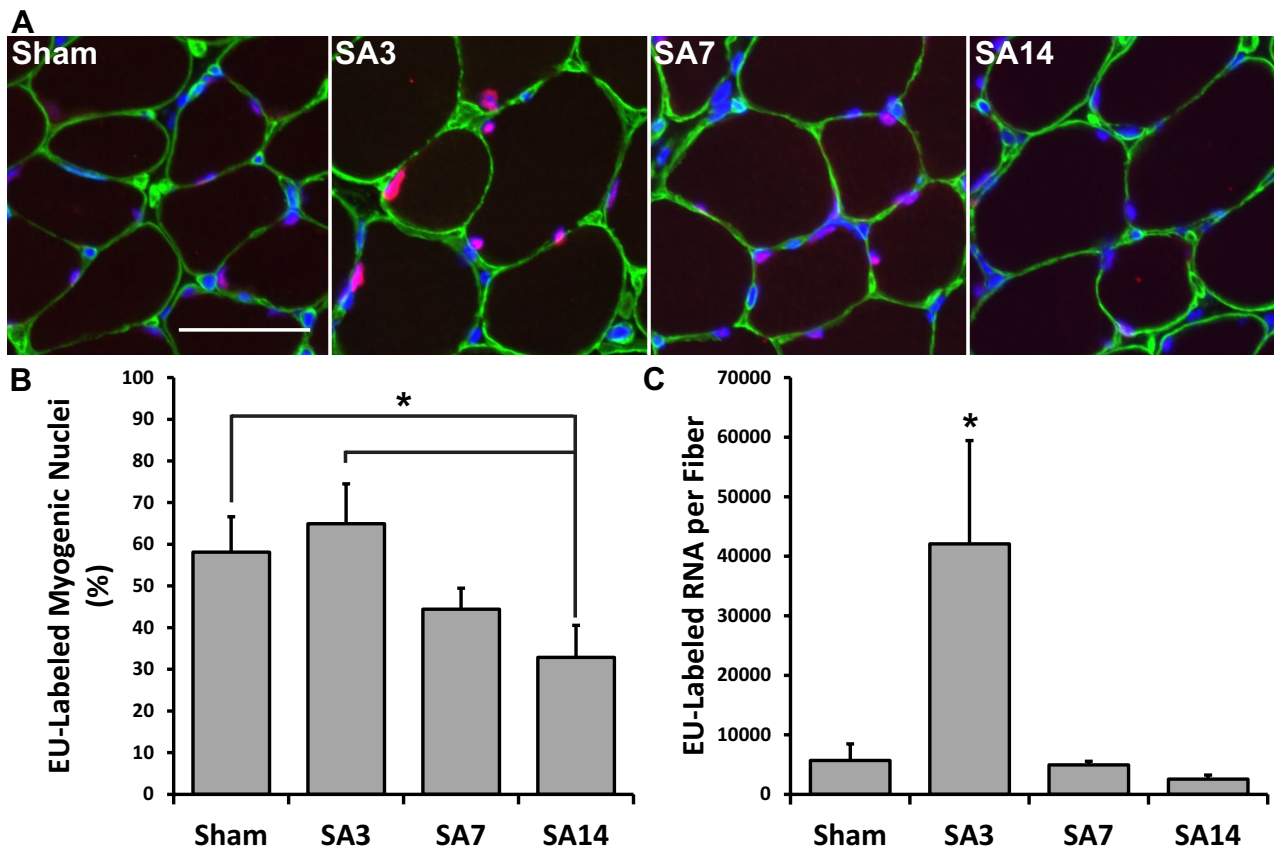 A
Sham SA3 SA7 SA14
B
EU-Labeled Myogenic Nuclei
(%)
100
90
80
70
60
50
40
30
20
10
0
*
Sham SA3 SA7 SA14
C
EU-Labeled RNA per Fiber
70000
60000
50000
40000
30000
20000
10000
0
*
Sham SA3 SA7 SA14